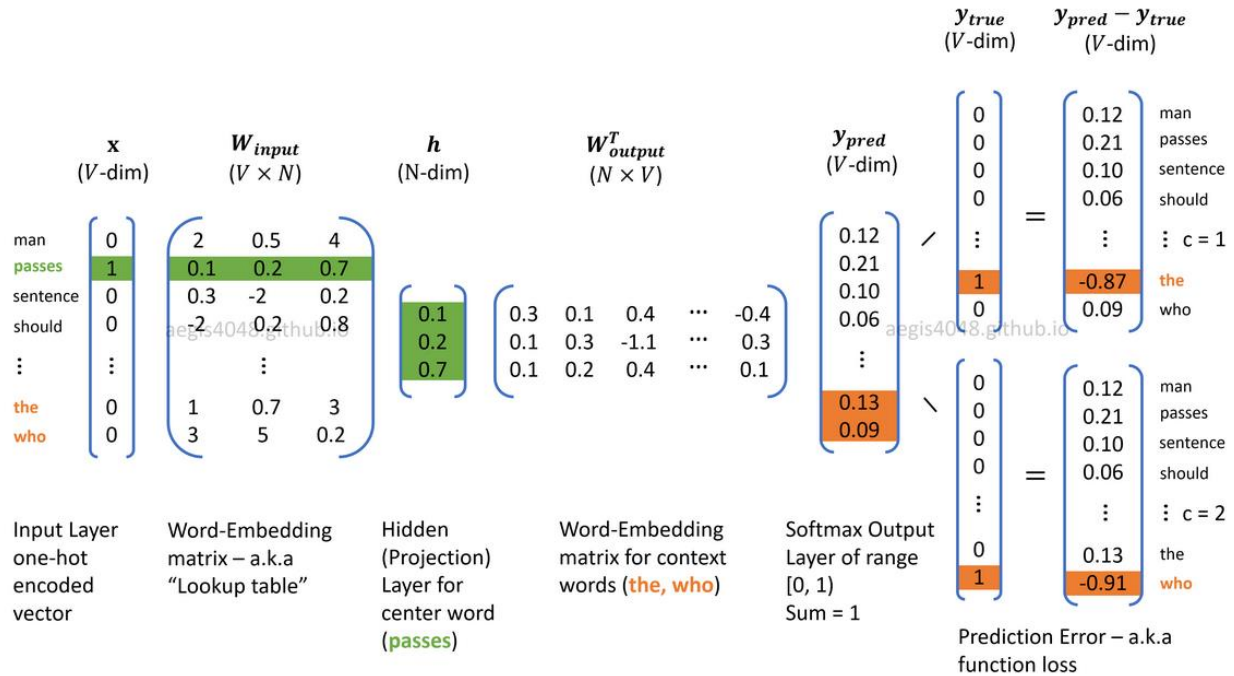 y_true
(V-dim)
y_pred − y_true
(V-dim)
x
(V-dim)
W_input
(V × N)
h
(N-dim)
W^T_output
(N × V)
y_pred
(V-dim)
man
passes
sentence
should
⋮
the
who
0
1
0
0
⋮
0
0
2 0.5 4
0.1 0.2 0.7
0.3 -2 0.2
-2 0.2 0.8
⋮
1 0.7 3
3 5 0.2
aegis4048.github.io
0.1
0.2
0.7
0.3 0.1 0.4 ⋯ -0.4
0.1 0.3 -1.1 ⋯ 0.3
0.1 0.2 0.4 ⋯ 0.1
0.12
0.21
0.10
0.06
⋮
0.13
0.09
0
0
0
0
⋮
1
0
=
0.12
0.21
0.10
0.06
⋮
-0.87
0.09
man
passes
sentence
should
⋮ c = 1
the
who
aegis4048.github.io
0
0
0
0
⋮
0
1
=
0.12
0.21
0.10
0.06
⋮
0.13
-0.91
man
passes
sentence
should
⋮ c = 2
the
who
Input Layer
one-hot
encoded
vector
Word-Embedding
matrix – a.k.a
“Lookup table”
Hidden
(Projection)
Layer for
center word
(passes)
Word-Embedding
matrix for context
words (the, who)
Softmax Output
Layer of range
[0, 1)
Sum = 1
Prediction Error – a.k.a
function loss